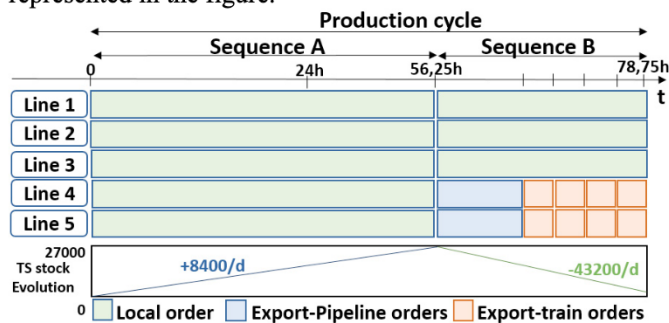 represented in the figure.
Production cycle
Sequence A Sequence B
0 24h 56,25h 78,75h
t
Line 1
Line 2
Line 3
Line 4
Line 5
27000
TS stock
Evolution
0
+8400/d
-43200/d
Local order Export-Pipeline orders Export-train orders